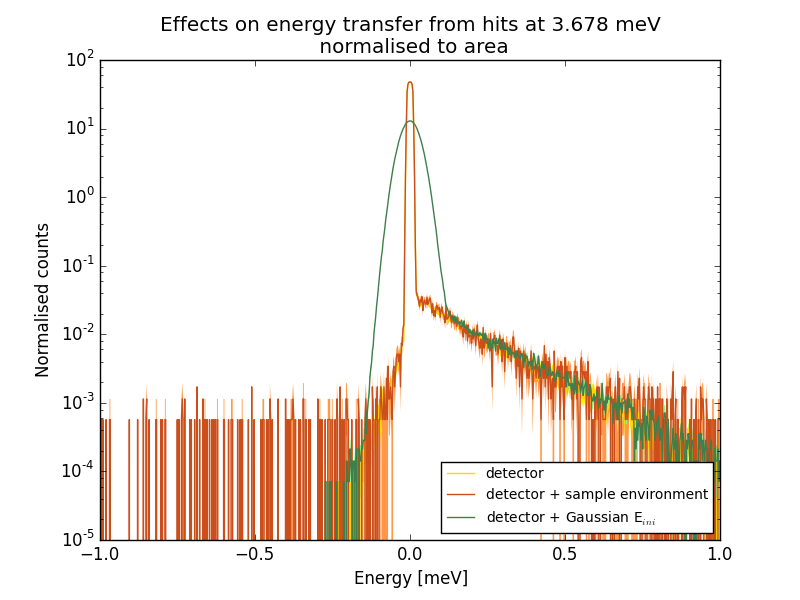 Effects on energy transfer from hits at 3.678 meV
normalised to area
10^2
10^1
10^0
10^-1
10^-2
10^-3
10^-4
10^-5
Normalised counts
detector
detector + sample environment
detector + Gaussian E_ini
−1.0 −0.5 0.0 0.5 1.0
Energy [meV]